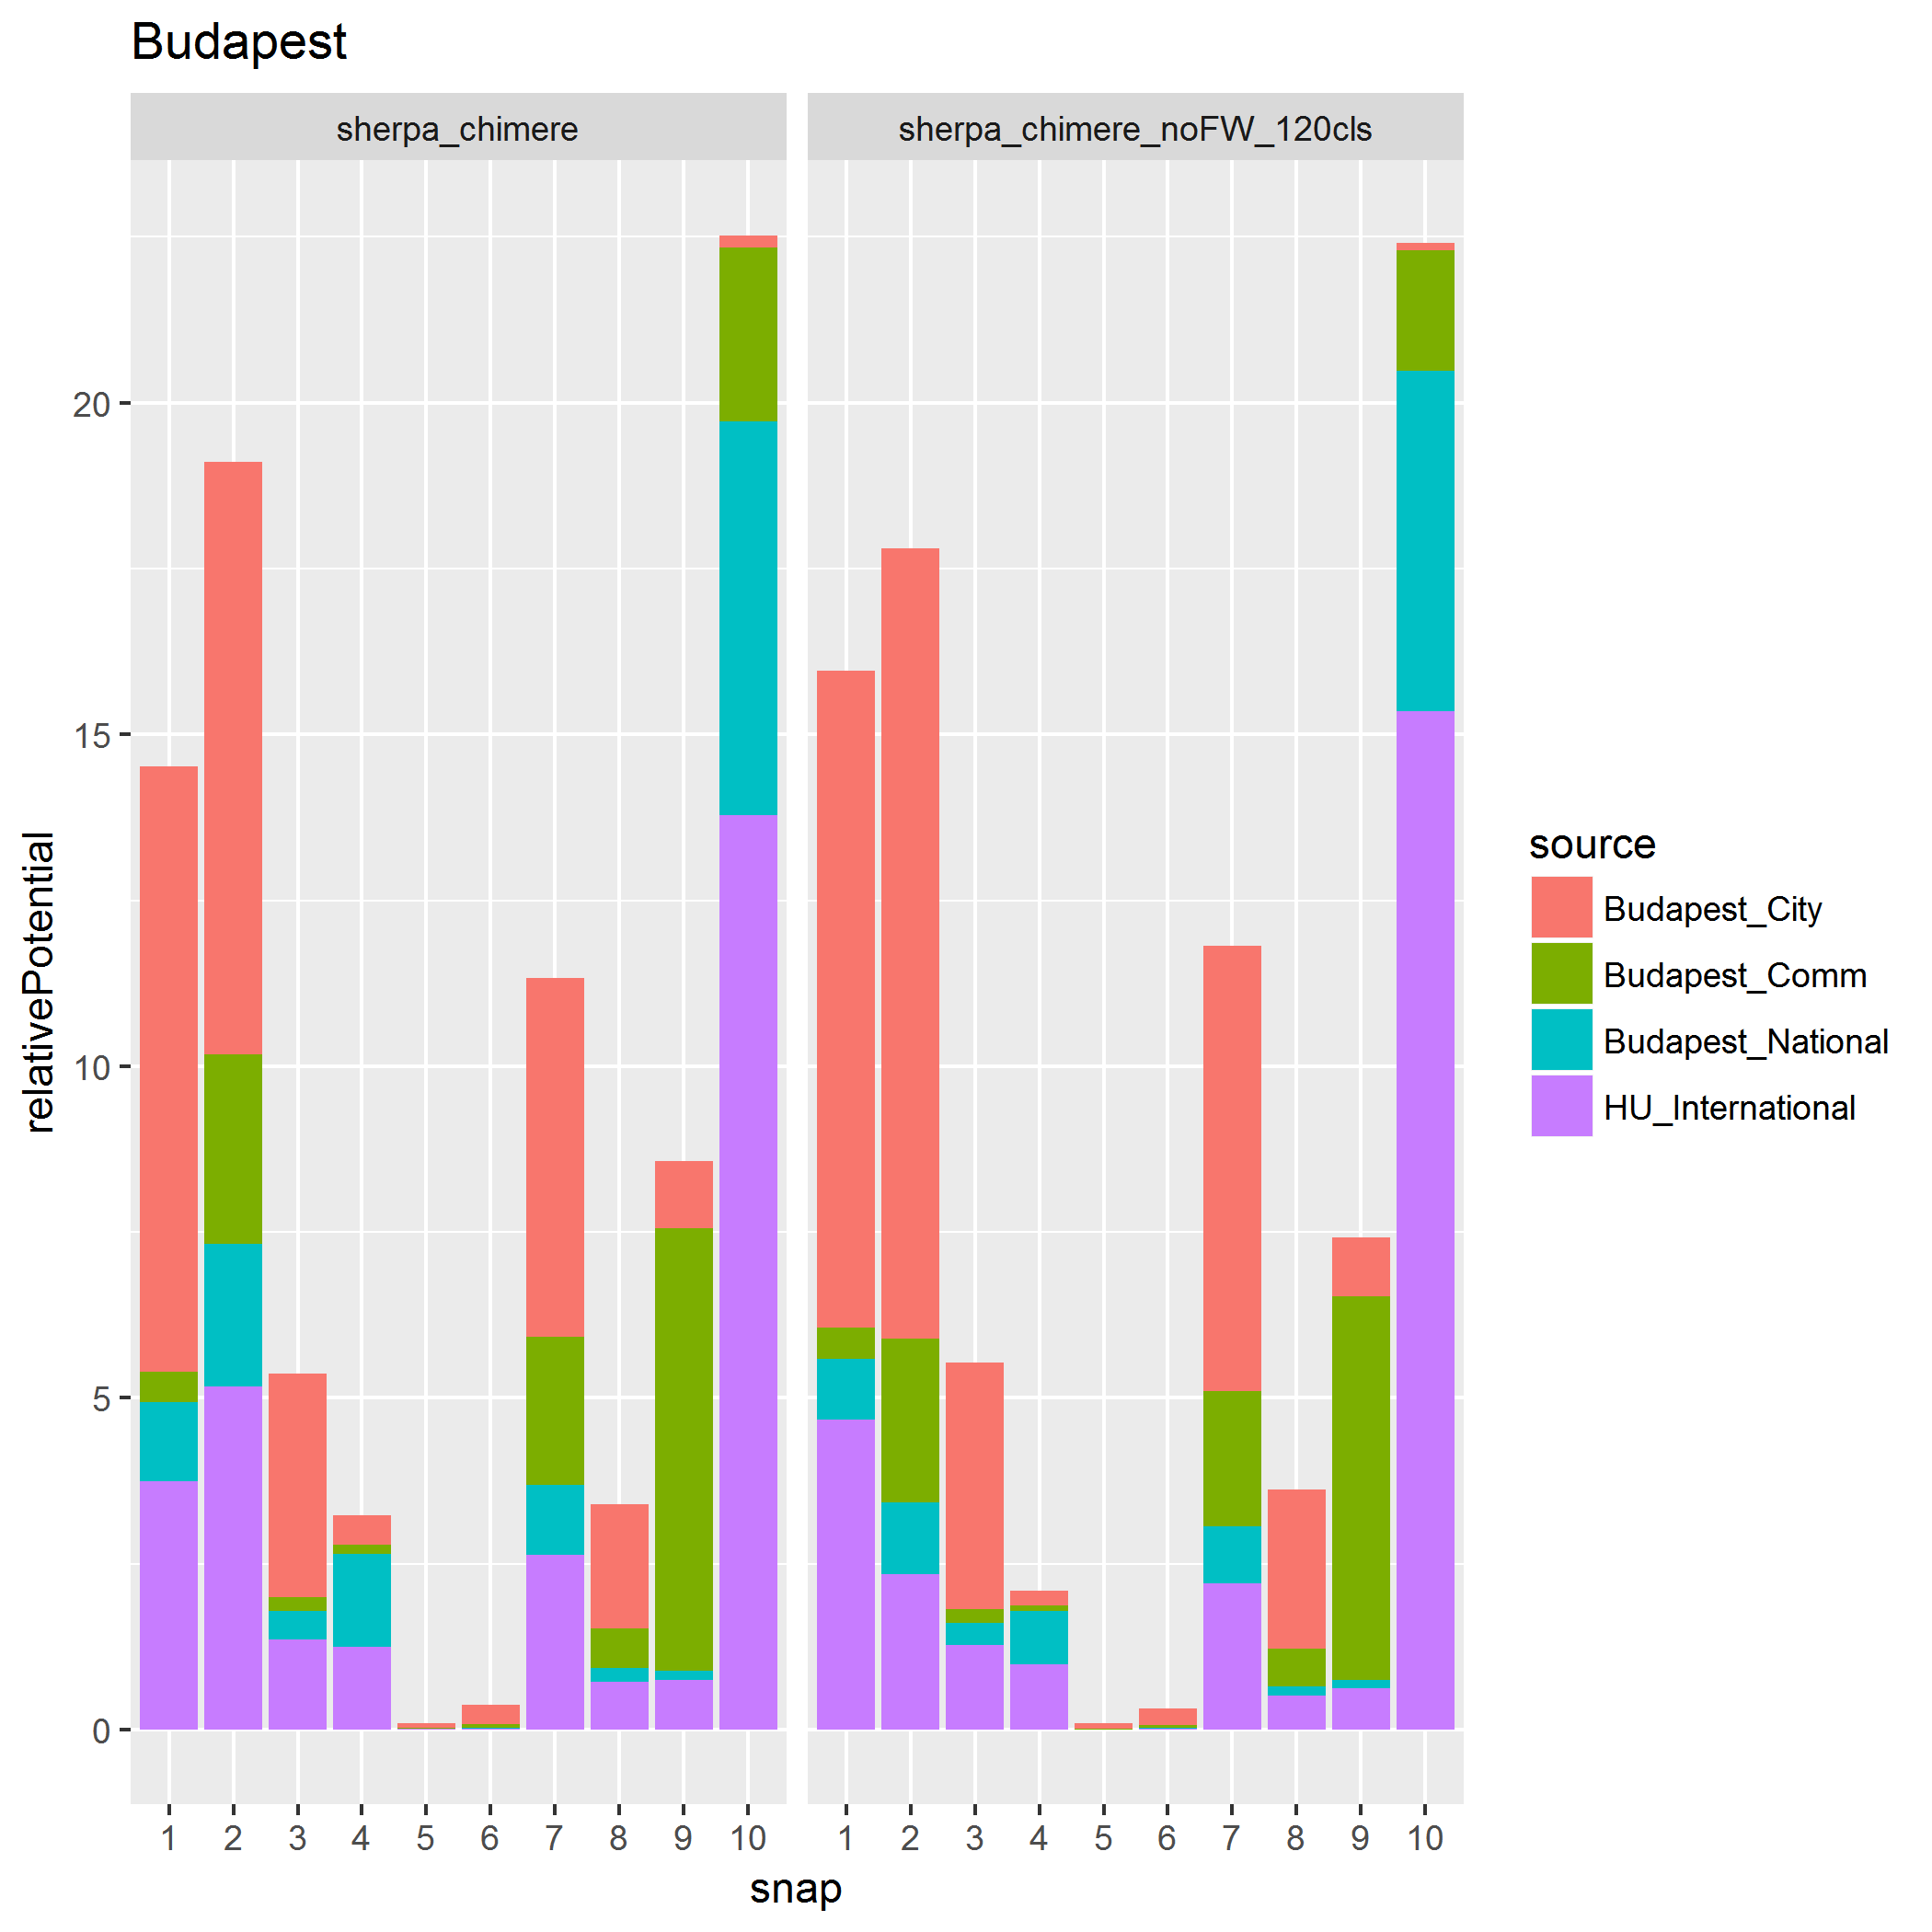 Budapest
sherpa_chimere
sherpa_chimere_noFW_120cls
relativePotential
20
15
10
5
0
1 2 3 4 5 6 7 8 9 10
1 2 3 4 5 6 7 8 9 10
snap
source
Budapest_City
Budapest_Comm
Budapest_National
HU_International